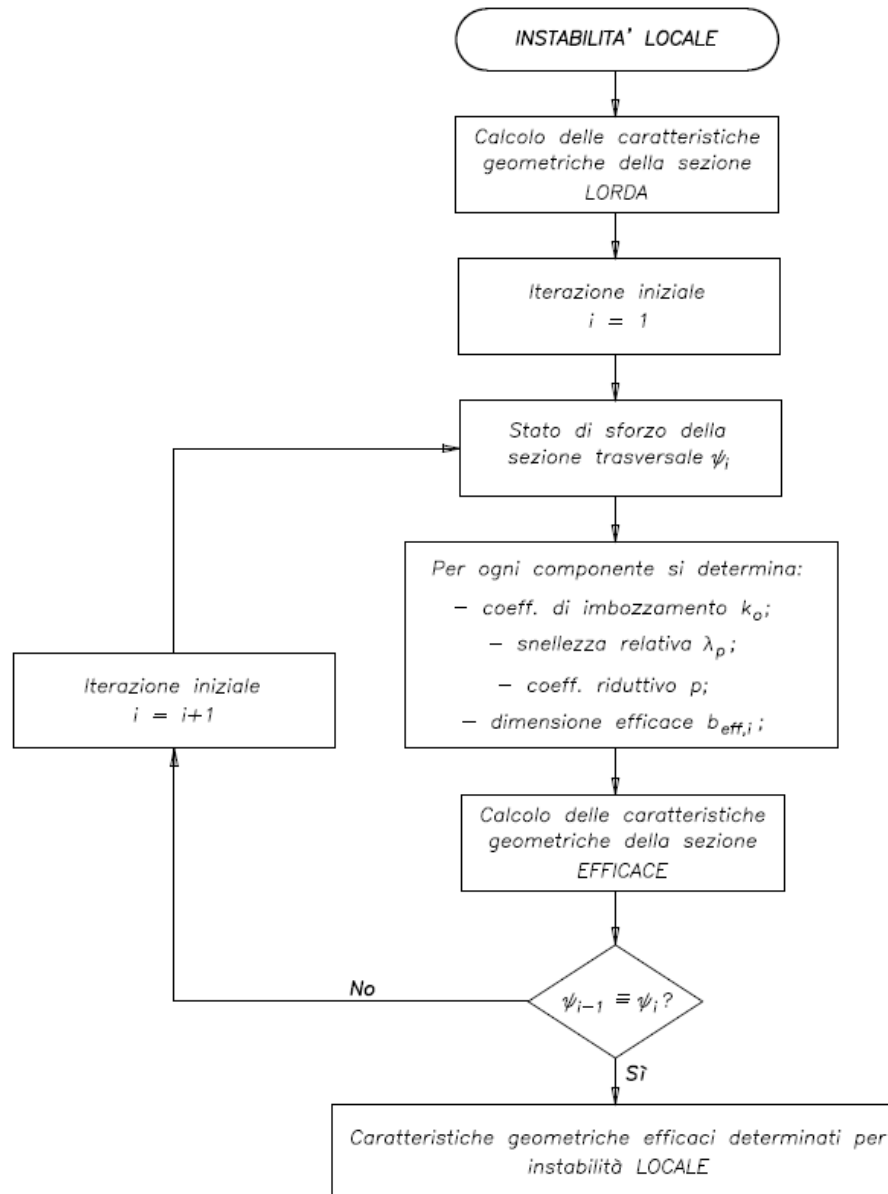 INSTABILITA' LOCALE
Calcolo delle caratteristiche
geometriche della sezione
LORDA
Iterazione iniziale
i = 1
Stato di sforzo della
sezione trasversale ψi
Per ogni componente si determina:
– coeff. di imbozzamento ko;
– snellezza relativa λp;
– coeff. riduttivo p;
– dimensione efficace beff,i;
Iterazione iniziale
i = i+1
Calcolo delle caratteristiche
geometriche della sezione
EFFICACE
No
ψi–1 ≡ ψi?
Sì
Caratteristiche geometriche efficaci determinati per
instabilità LOCALE